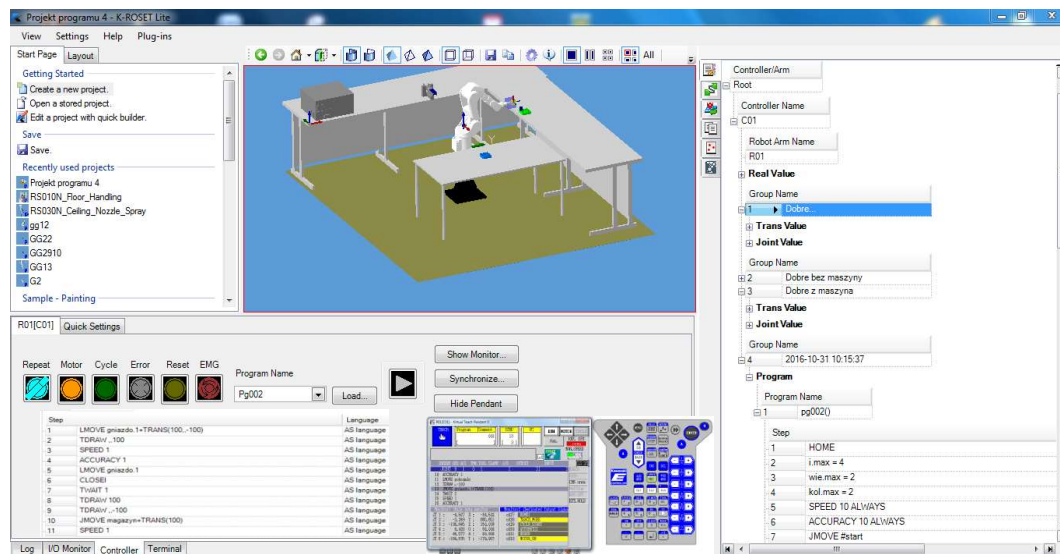 Projekt programu 4 - K-ROSET Lite
View Settings Help Plug-ins
Start Page Layout
All
Getting Started
Create a new project.
Open a stored project.
Edit a project with quick builder.
Save
Save.
Recently used projects
Projekt programu 4
RS010N_Floor_Handling
RS030N_Ceiling_Nozzle_Spray
gg12
GG22
GG2910
GG13
G2
Sample - Painting
Controller/Arm
Root
Controller Name
C01
Robot Arm Name
R01
Real Value
Group Name
1 Dobre...
Trans Value
Joint Value
Group Name
2 Dobre bez maszyny
3 Dobre z maszyna
Trans Value
Joint Value
Group Name
4 2016-10-31 10:15:37
Program
Program Name
1 pg002()
Step
1 HOME
2 i.max = 4
3 wie.max = 2
4 kol.max = 2
5 SPEED 10 ALWAYS
6 ACCURACY 10 ALWAYS
7 JMOVE #start
R01[C01] Quick Settings
Repeat Motor Cycle Error Reset EMG
Program Name
Pg002
Load...
Show Monitor...
Synchronize...
Hide Pendant
Step Language
1 LMOVE gniazdo.1+TRANS(100,,-100) AS language
2 TDRAW ,,100 AS language
3 SPEED 1 AS language
4 ACCURACY 1 AS language
5 LMOVE gniazdo.1 AS language
6 CLOSEI AS language
7 TWAIT 1 AS language
8 TDRAW 100 AS language
9 TDRAW ,,-100 AS language
10 JMOVE magazyn+TRANS(100) AS language
11 SPEED 1 AS language
Log I/O Monitor Controller Terminal